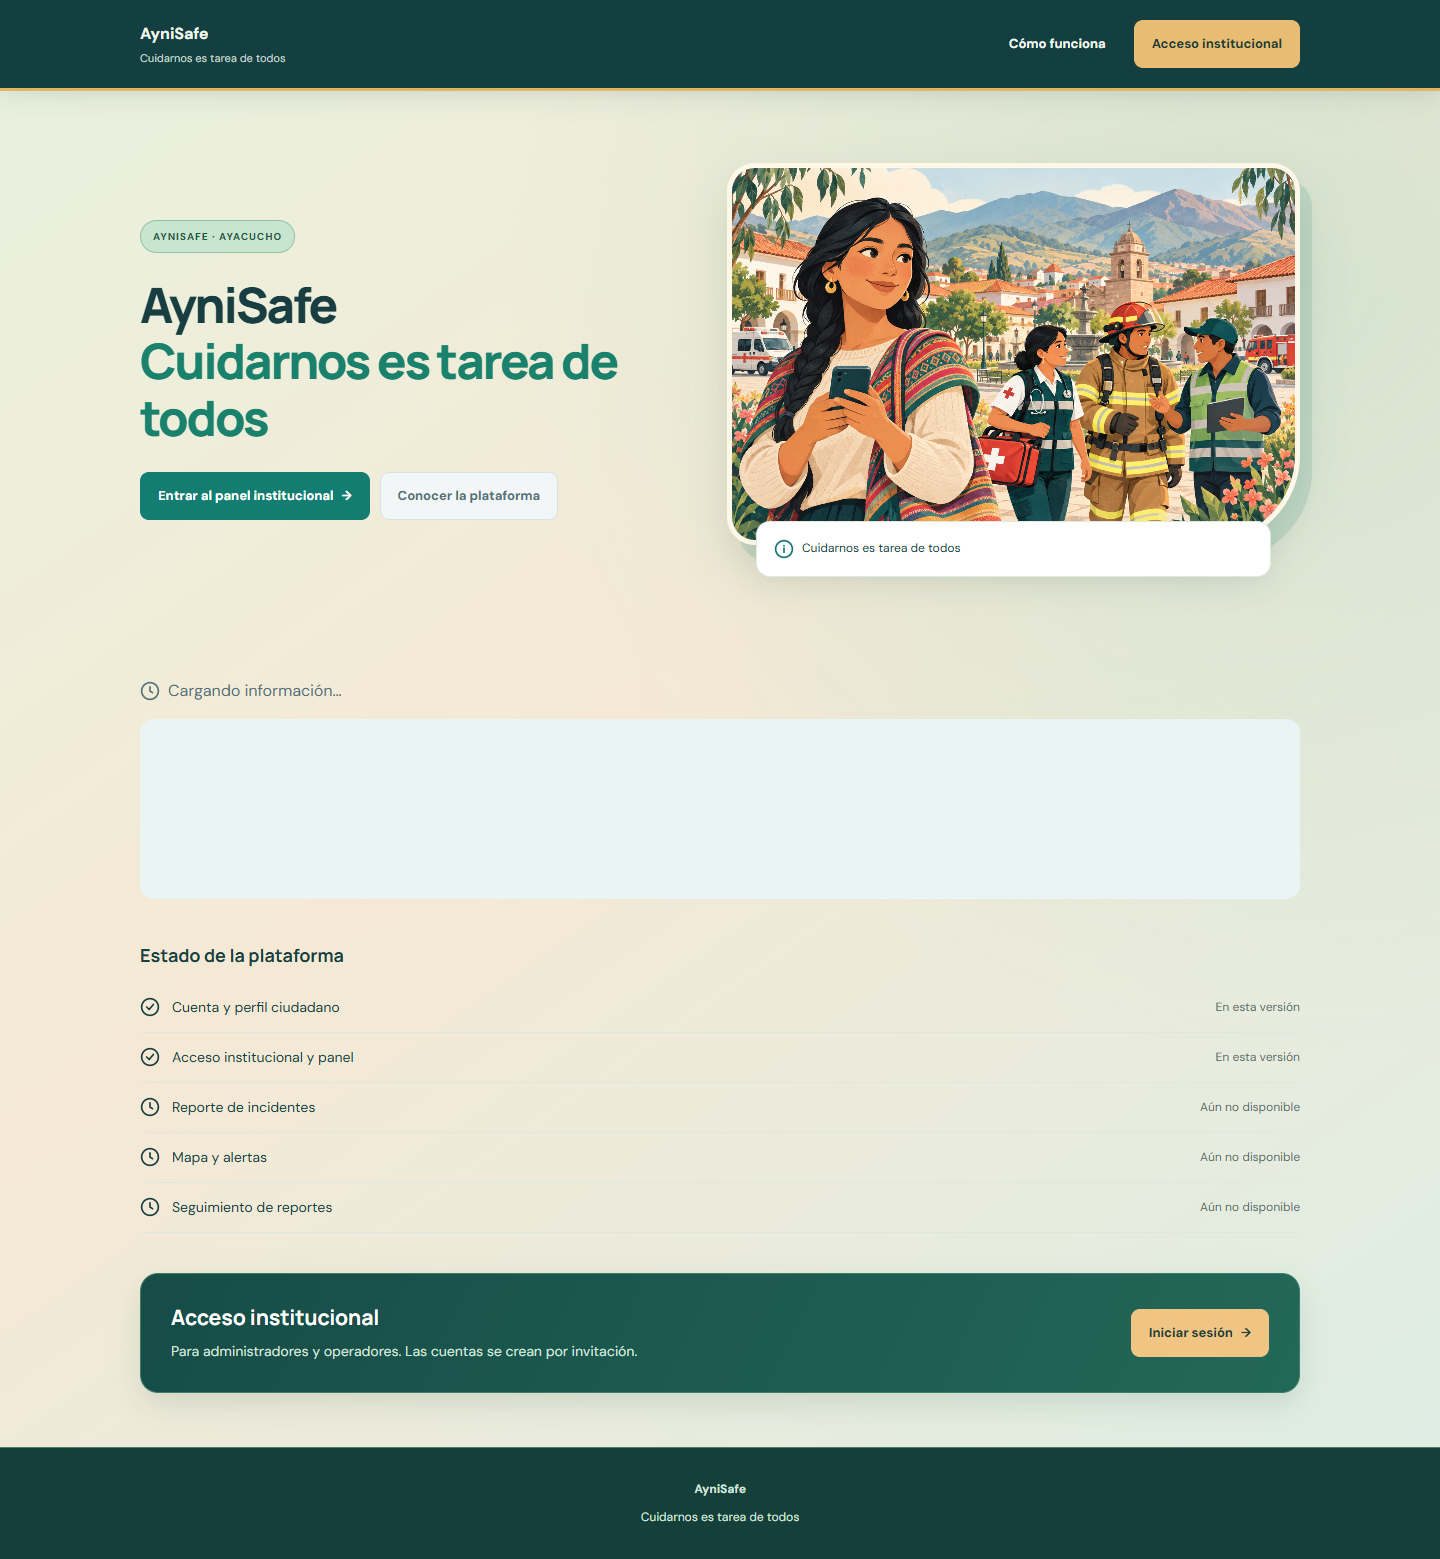 AyniSafe
Cuidarnos es tarea de todos
Cómo funciona
Acceso institucional
AYNISAFE · AYACUCHO
AyniSafe
Cuidarnos es tarea de
todos
Entrar al panel institucional →
Conocer la plataforma
Cuidarnos es tarea de todos
Cargando información...
Estado de la plataforma
Cuenta y perfil ciudadano
En esta versión
Acceso institucional y panel
En esta versión
Reporte de incidentes
Aún no disponible
Mapa y alertas
Aún no disponible
Seguimiento de reportes
Aún no disponible
Acceso institucional
Para administradores y operadores. Las cuentas se crean por invitación.
Iniciar sesión →
AyniSafe
Cuidarnos es tarea de todos